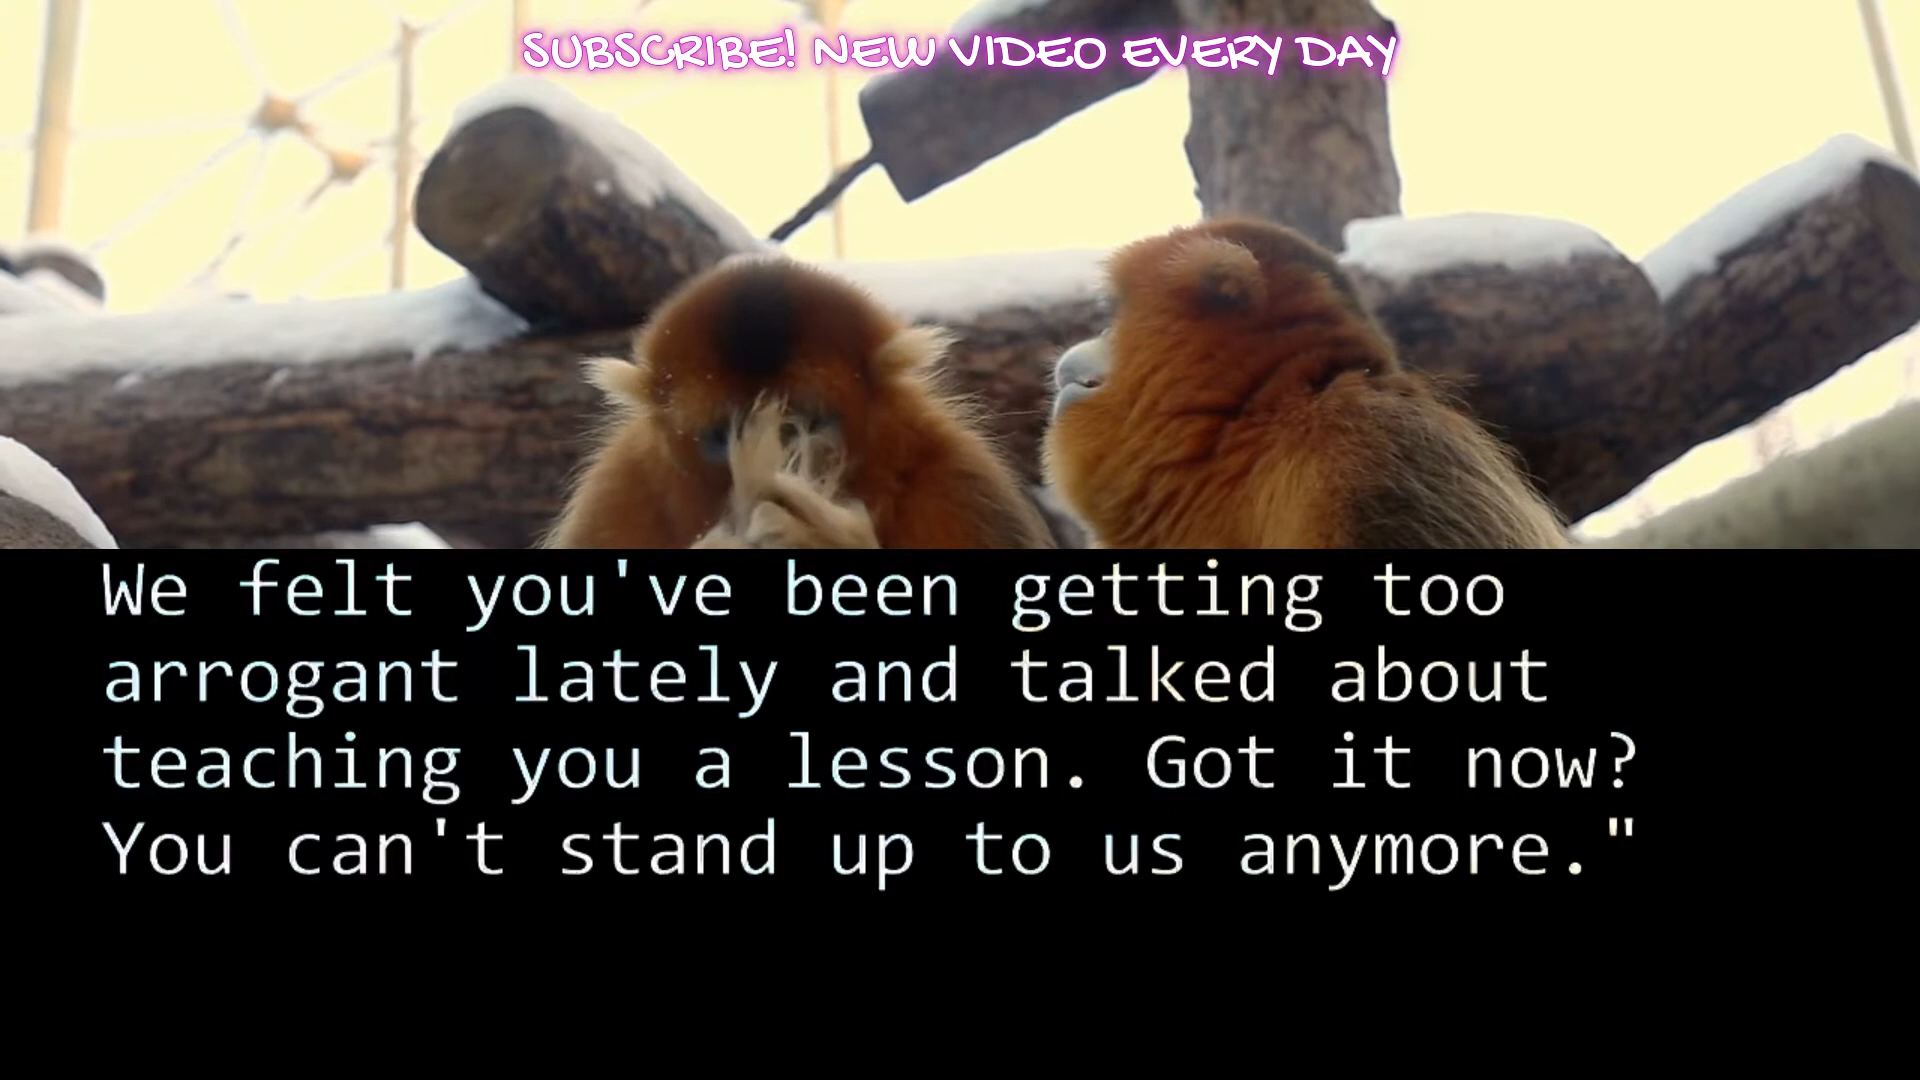 SUBSCRIBE! NEW VIDEO EVERY DAY
We felt you've been getting too
arrogant lately and talked about
teaching you a lesson. Got it now?
You can't stand up to us anymore."